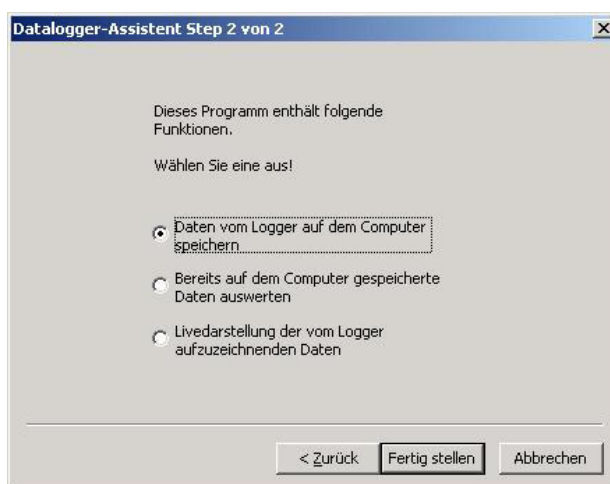 Datalogger-Assistent Step 2 von 2
Dieses Programm enthält folgende
Funktionen.
Wählen Sie eine aus!
Daten vom Logger auf dem Computer
speichern
Bereits auf dem Computer gespeicherte
Daten auswerten
Livedarstellung der vom Logger
aufzuzeichnenden Daten
< Zurück
Fertig stellen
Abbrechen